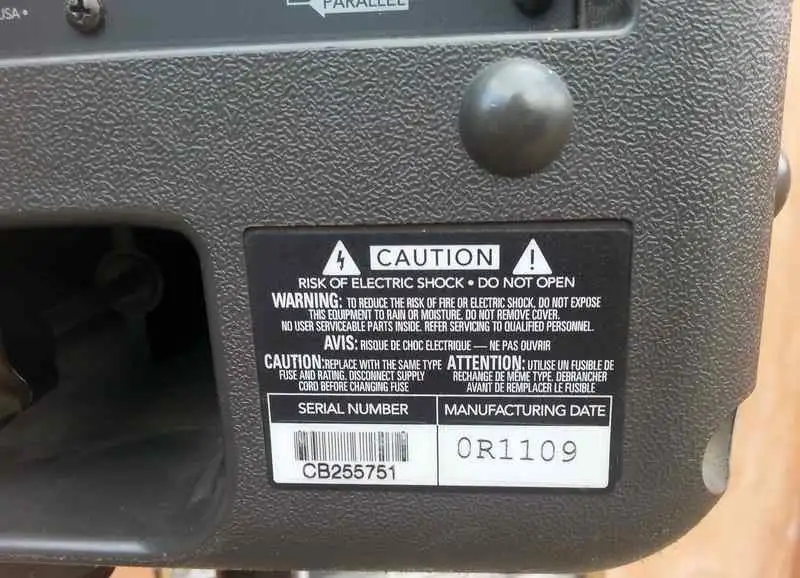 USA •
PARALLEL
CAUTION
RISK OF ELECTRIC SHOCK • DO NOT OPEN
WARNING: TO REDUCE THE RISK OF FIRE OR ELECTRIC SHOCK, DO NOT EXPOSE
THIS EQUIPMENT TO RAIN OR MOISTURE. DO NOT REMOVE COVER.
NO USER SERVICEABLE PARTS INSIDE. REFER SERVICING TO QUALIFIED PERSONNEL.
AVIS: RISQUE DE CHOC ELECTRIQUE — NE PAS OUVRIR
CAUTION: REPLACE WITH THE SAME TYPE
FUSE AND RATING. DISCONNECT SUPPLY
CORD BEFORE CHANGING FUSE
ATTENTION: UTILISE UN FUSIBLE DE
RECHANGE DE MÊME TYPE. DEBRANCHER
AVANT DE REMPLACER LE FUSIBLE
SERIAL NUMBER
CB255751
MANUFACTURING DATE
0R1109